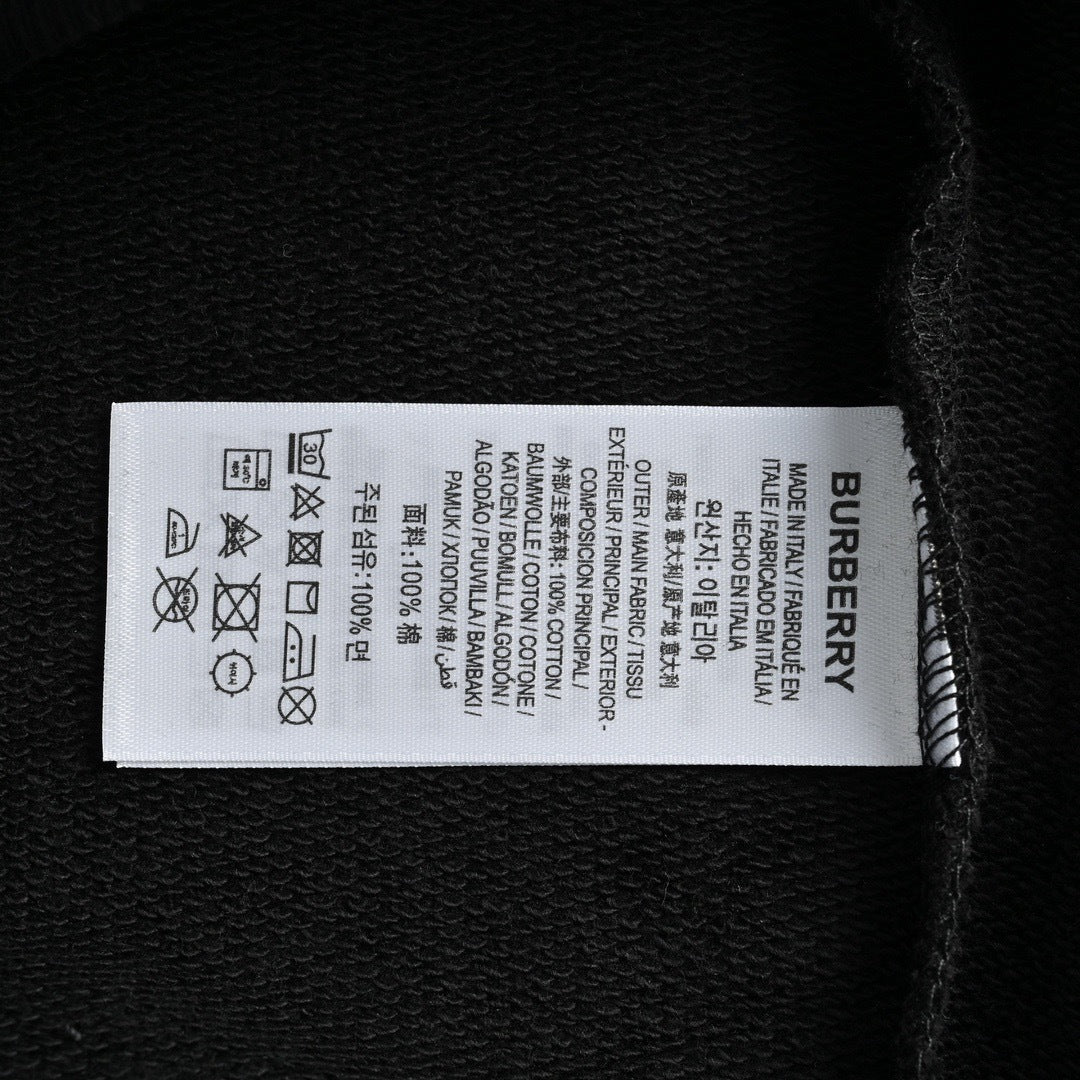 BURBERRY
MADE IN ITALY / FABRIQUÉ EN
ITALIE / FABRICADO EM ITÁLIA /
HECHO EN ITALIA
원산지: 이탈리아
原產地 意大利/原产地 意大利
OUTER / MAIN FABRIC / TISSU
EXTÉRIEUR / PRINCIPAL / EXTERIOR -
COMPOSICION PRINCIPAL /
外部/主要布料: 100% COTTON /
BAUMWOLLE / COTON / COTONE /
KATOEN / BOMULL / ALGODÓN /
ALGODÃO / PUUVILLA / BAMBAKI /
PAMUK / ХЛОПОК / 棉 / قطن
面料:100% 棉
주된 섬유:100% 면
30